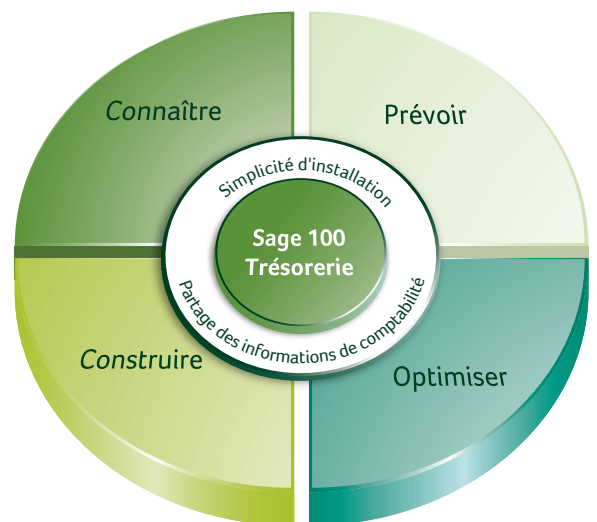 Connaître
Prévoir
Simplicité d'installation
Sage 100
Trésorerie
Partage des informations de comptabilité
Construire
Optimiser